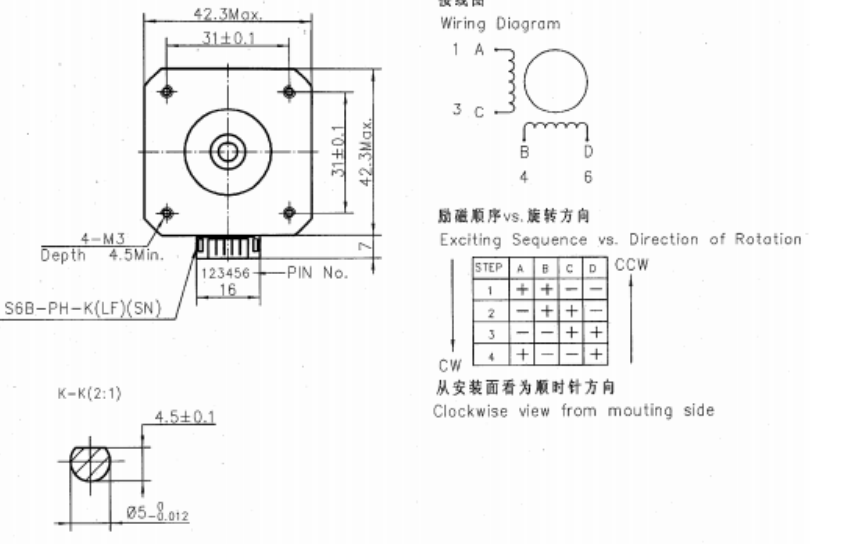 42.3Max.
31±0.1
31±0.1
42.3Max.
7
4-M3
Depth 4.5Min.
123456
PIN No.
16
S6B-PH-K(LF)(SN)
K-K(2:1)
4.5±0.1
Ø5 0 -0.012
接线图
Wiring Diagram
1 A
3 C
B D
4 6
励磁顺序vs.旋转方向
Exciting Sequence vs. Direction of Rotation
STEP A B C D
CCW
1 + + - -
2 - + + -
3 - - + +
4 + - - +
CW
从安装面看为顺时针方向
Clockwise view from mouting side